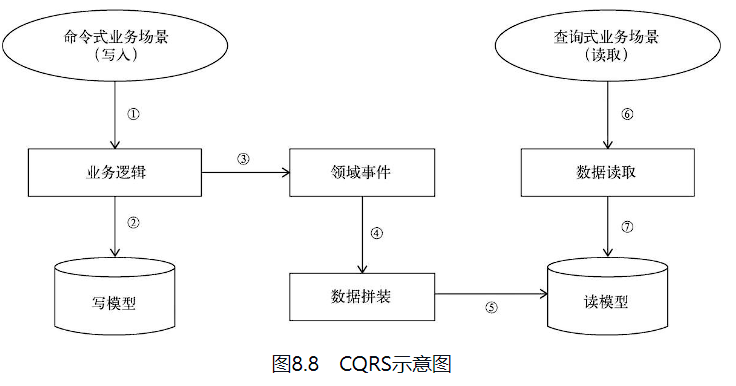 命令式业务场景
（写入）
查询式业务场景
（读取）
①
⑥
业务逻辑
③
领域事件
数据读取
②
④
⑦
写模型
数据拼装
⑤
读模型
图8.8 CQRS示意图